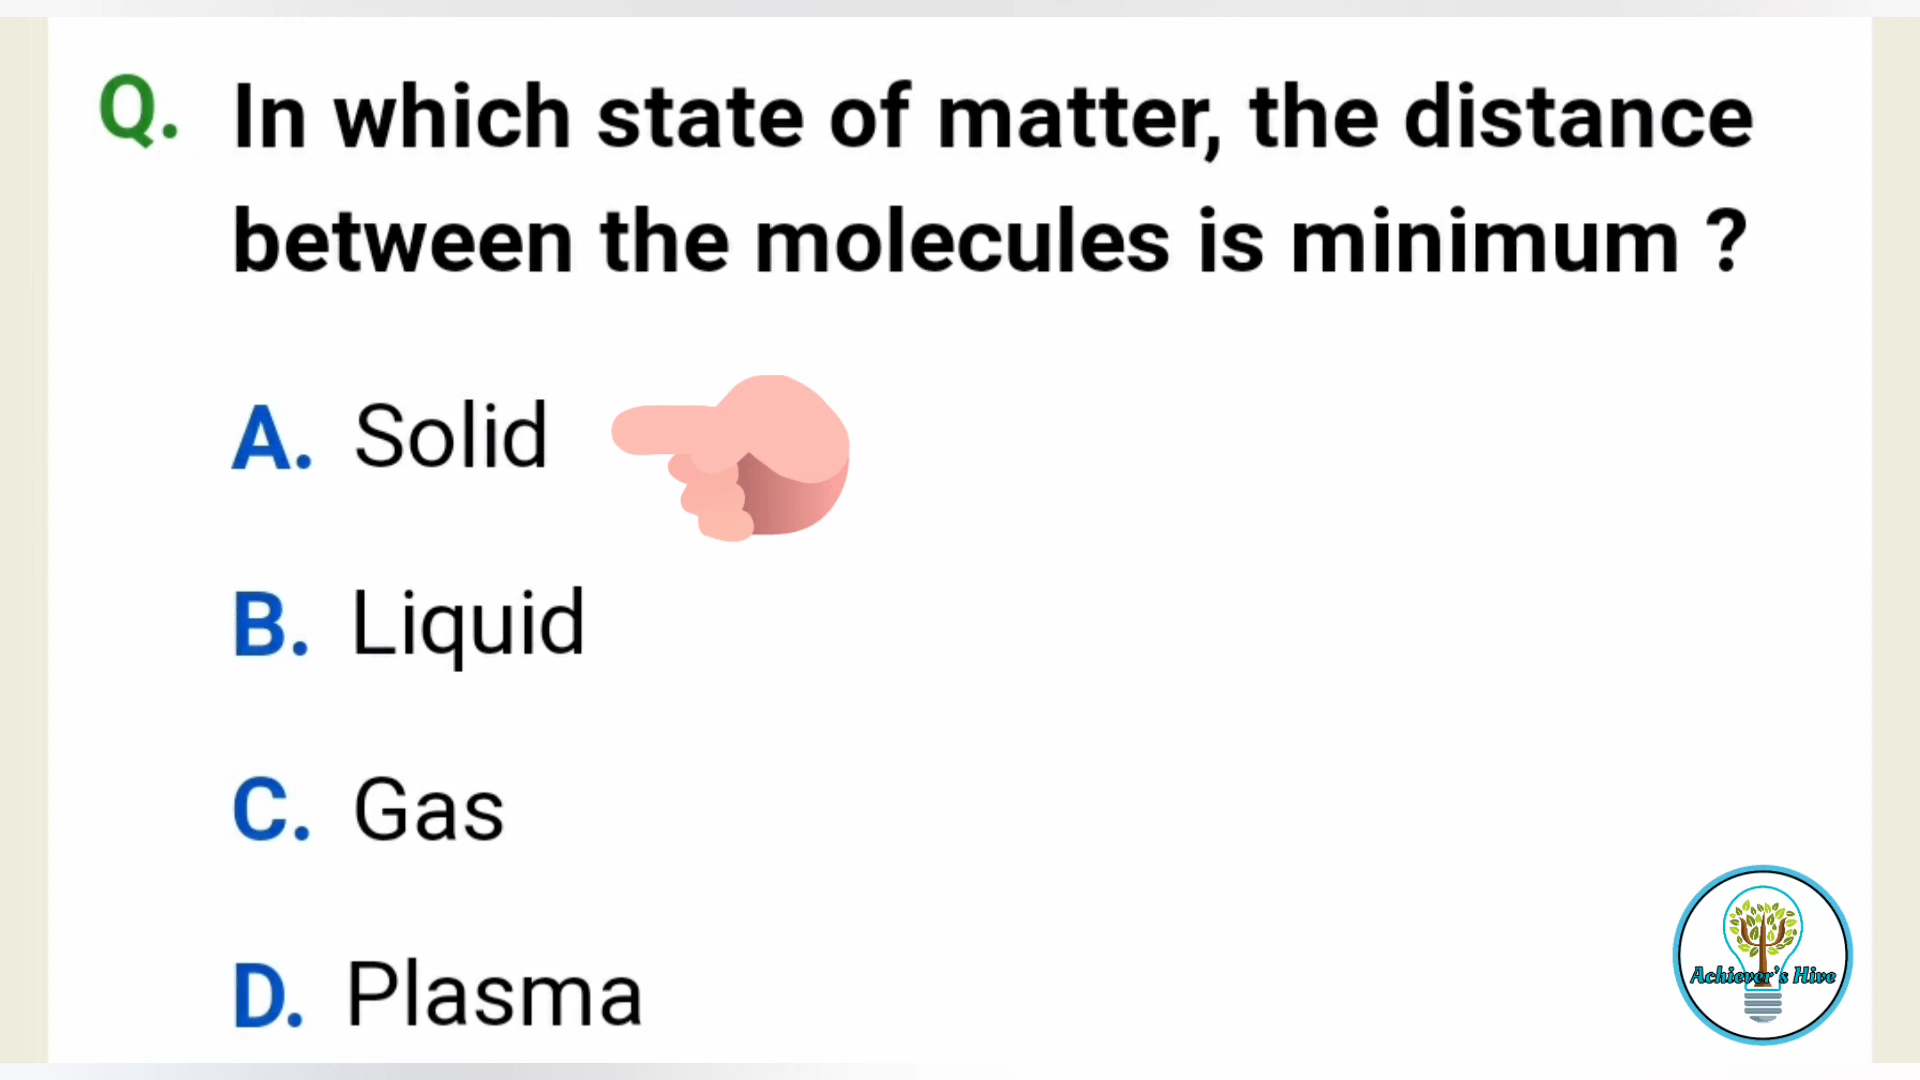 Q. In which state of matter, the distance
between the molecules is minimum ?
A. Solid
B. Liquid
C. Gas
D. Plasma
Achiever's Hive